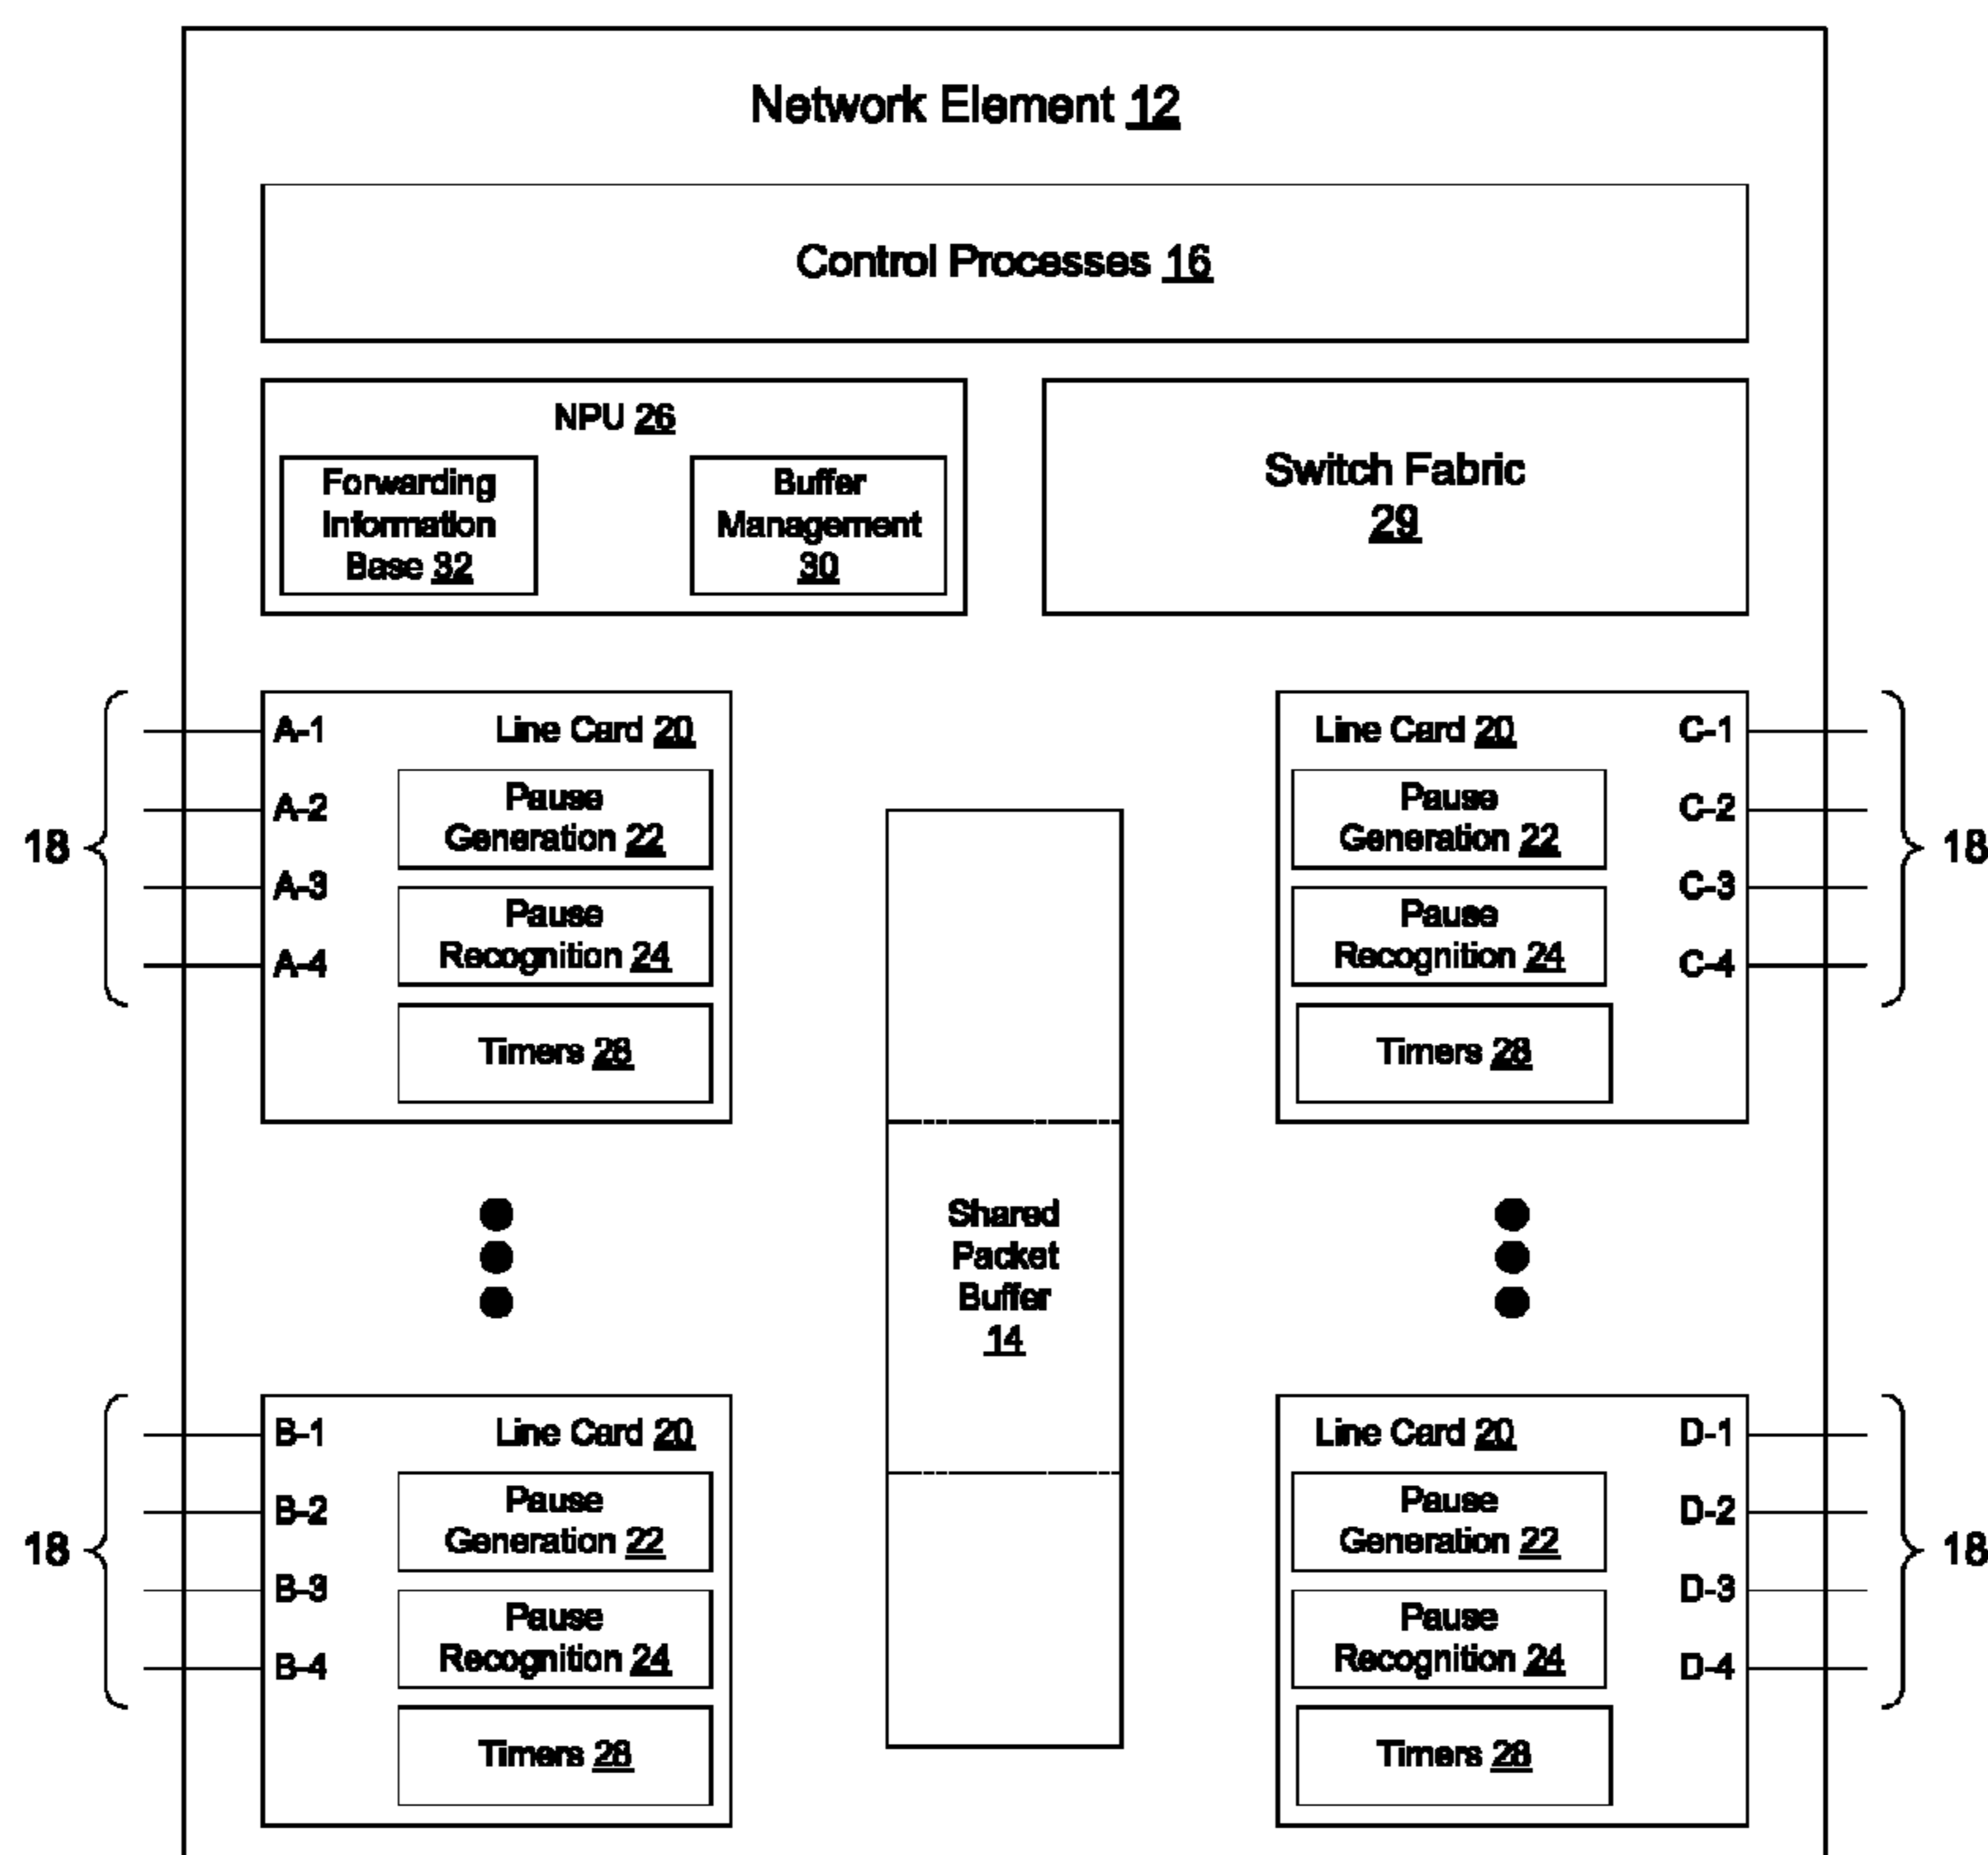 Network Element 12
Control Processes 16
NPU 26
Forwarding
Information
Base 32
Buffer
Management
30
Switch Fabric
29
18
A-1
A-2
A-3
A-4
Line Card 20
Pause
Generation 22
Pause
Recognition 24
Timers 28
Line Card 20
Pause
Generation 22
Pause
Recognition 24
Timers 28
C-1
C-2
C-3
C-4
18
Shared
Packet
Buffer
14
18
B-1
B-2
B-3
B-4
Line Card 20
Pause
Generation 22
Pause
Recognition 24
Timers 28
Line Card 20
Pause
Generation 22
Pause
Recognition 24
Timers 28
D-1
D-2
D-3
D-4
18